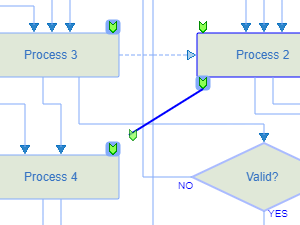 Process 3
Process 2
Process 4
Valid?
NO
YES